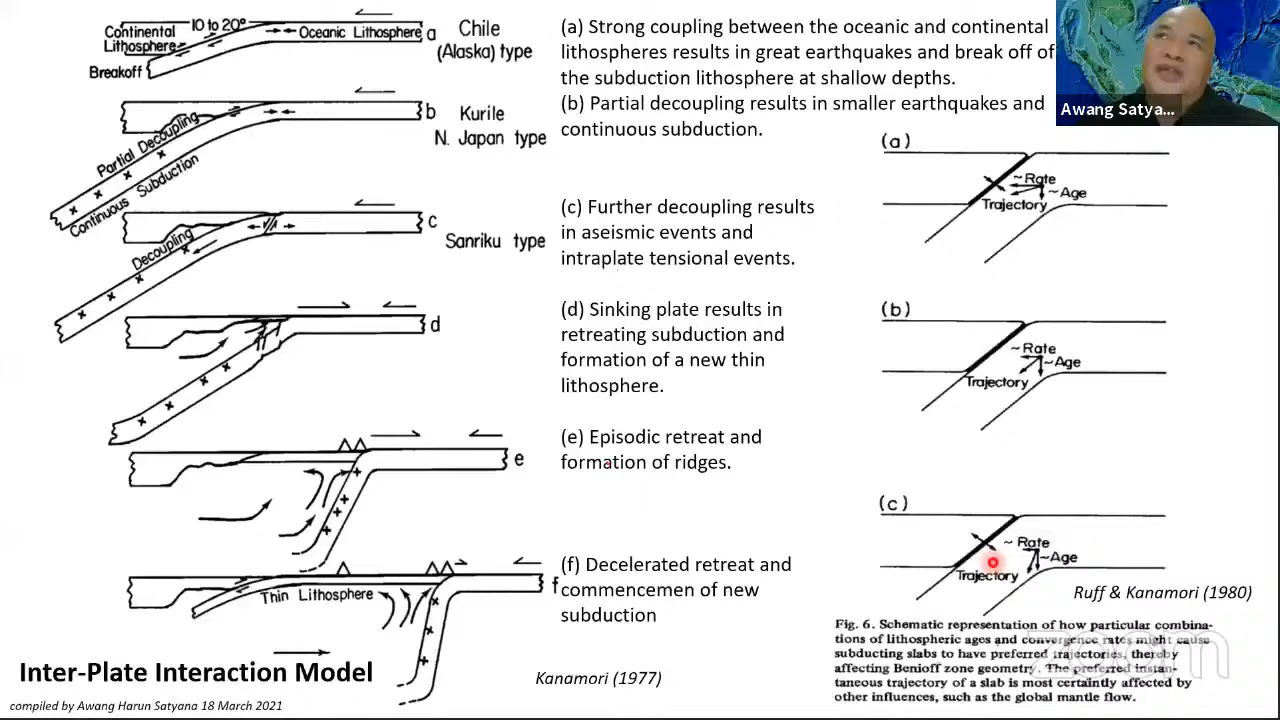 Continental
Lithosphere
10 to 20°
Oceanic Lithosphere
a
Chile
(Alaska) type
Breakoff
b
Kurile
N. Japan type
Partial Decoupling
Continuous Subduction
c
Sanriku type
Decoupling
d
e
f
Thin Lithosphere
Inter-Plate Interaction Model
compiled by Awang Harun Satyana 18 March 2021
(a) Strong coupling between the oceanic and continental
lithospheres results in great earthquakes and break off of
the subduction lithosphere at shallow depths.
(b) Partial decoupling results in smaller earthquakes and
continuous subduction.
(c) Further decoupling results
in aseismic events and
intraplate tensional events.
(d) Sinking plate results in
retreating subduction and
formation of a new thin
lithosphere.
(e) Episodic retreat and
formation of ridges.
(f) Decelerated retreat and
commencemen of new
subduction
Kanamori (1977)
Awang Satya...
(a)
~Rate
~Age
Trajectory
(b)
~Rate
~Age
Trajectory
(c)
~Rate
~Age
Trajectory
Ruff & Kanamori (1980)
Fig. 6. Schematic representation of how particular combina-
tions of lithospheric ages and convergence rates might cause
subducting slabs to have preferred trajectories, thereby
affecting Benioff zone geometry. The preferred instan-
taneous trajectory of a slab is most certainly affected by
other influences, such as the global mantle flow.
zoom